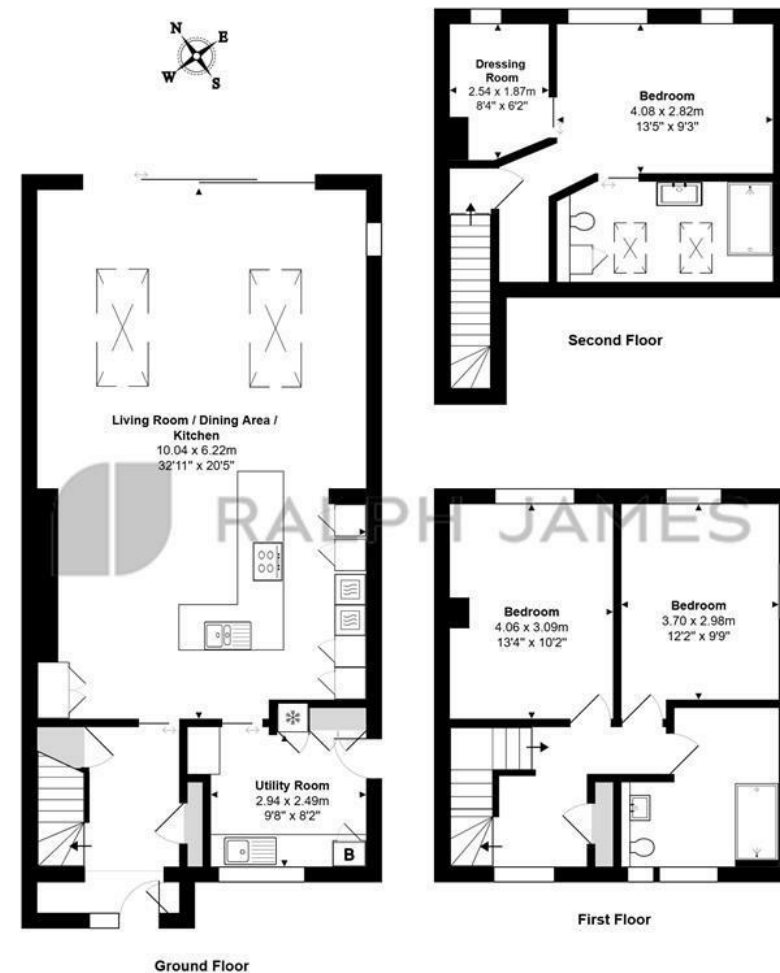 N
E
W
S
Dressing
Room
2.54 x 1.87m
8'4" x 6'2"
Bedroom
4.08 x 2.82m
13'5" x 9'3"
Second Floor
Living Room / Dining Area /
Kitchen
10.04 x 6.22m
32'11" x 20'5"
RALPH JAMES
Bedroom
4.06 x 3.09m
13'4" x 10'2"
Bedroom
3.70 x 2.98m
12'2" x 9'9"
Utility Room
2.94 x 2.49m
9'8" x 8'2"
B
First Floor
Ground Floor